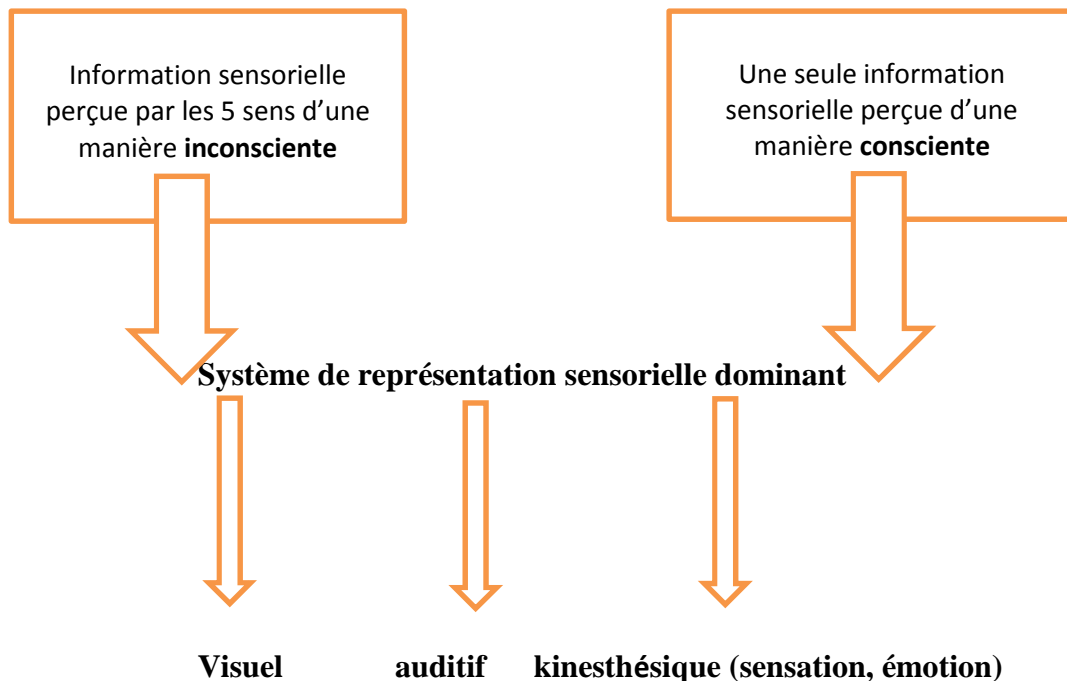 Information sensorielle
perçue par les 5 sens d’une
manière inconsciente
Une seule information
sensorielle perçue d’une
manière consciente
Système de représentation sensorielle dominant
Visuel auditif kinesthésique (sensation, émotion)